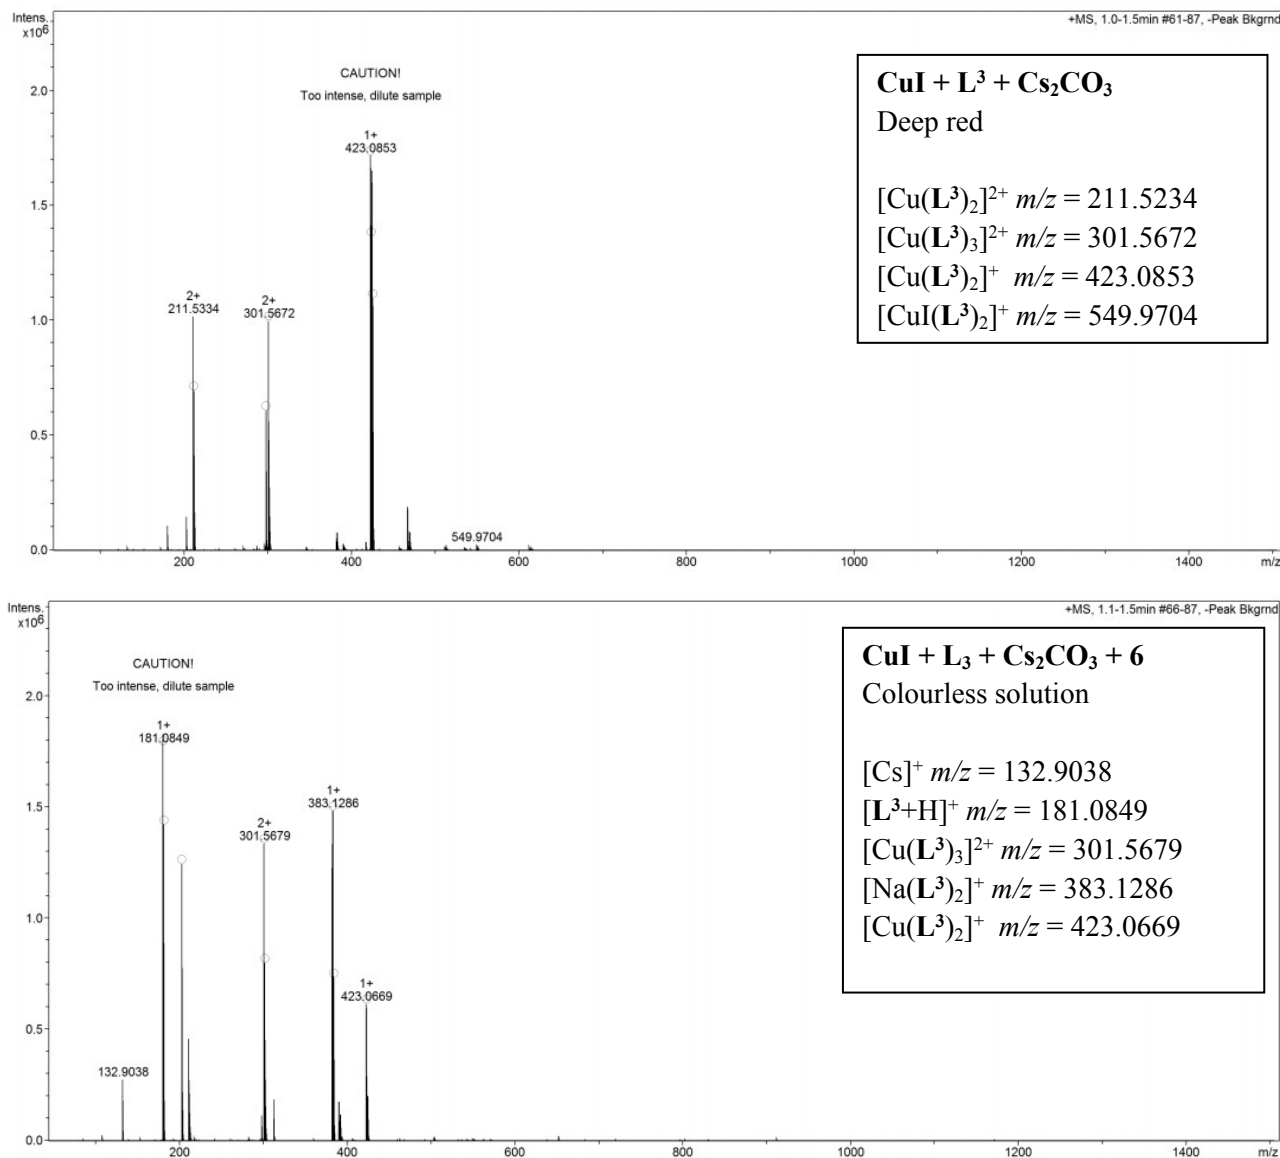 Intens.
x10⁶
+MS, 1.0-1.5min #61-87, -Peak Bkgrnd
CAUTION!
Too intense, dilute sample
2.0
1.5
1.0
0.5
0.0
1+
423.0853
2+
211.5334
2+
301.5672
549.9704
200 400 600 800 1000 1200 1400 m/z
CuI + L³ + Cs₂CO₃
Deep red
[Cu(L³)₂]²⁺ m/z = 211.5234
[Cu(L³)₃]²⁺ m/z = 301.5672
[Cu(L³)₂]⁺ m/z = 423.0853
[CuI(L³)₂]⁺ m/z = 549.9704
Intens.
x10⁶
+MS, 1.1-1.5min #66-87, -Peak Bkgrnd
CAUTION!
Too intense, dilute sample
2.0
1.5
1.0
0.5
0.0
1+
181.0849
2+
301.5679
1+
383.1286
1+
423.0669
132.9038
200 400 600 800 1000 1200 1400 m/z
CuI + L₃ + Cs₂CO₃ + 6
Colourless solution
[Cs]⁺ m/z = 132.9038
[L³+H]⁺ m/z = 181.0849
[Cu(L³)₃]²⁺ m/z = 301.5679
[Na(L³)₂]⁺ m/z = 383.1286
[Cu(L³)₂]⁺ m/z = 423.0669